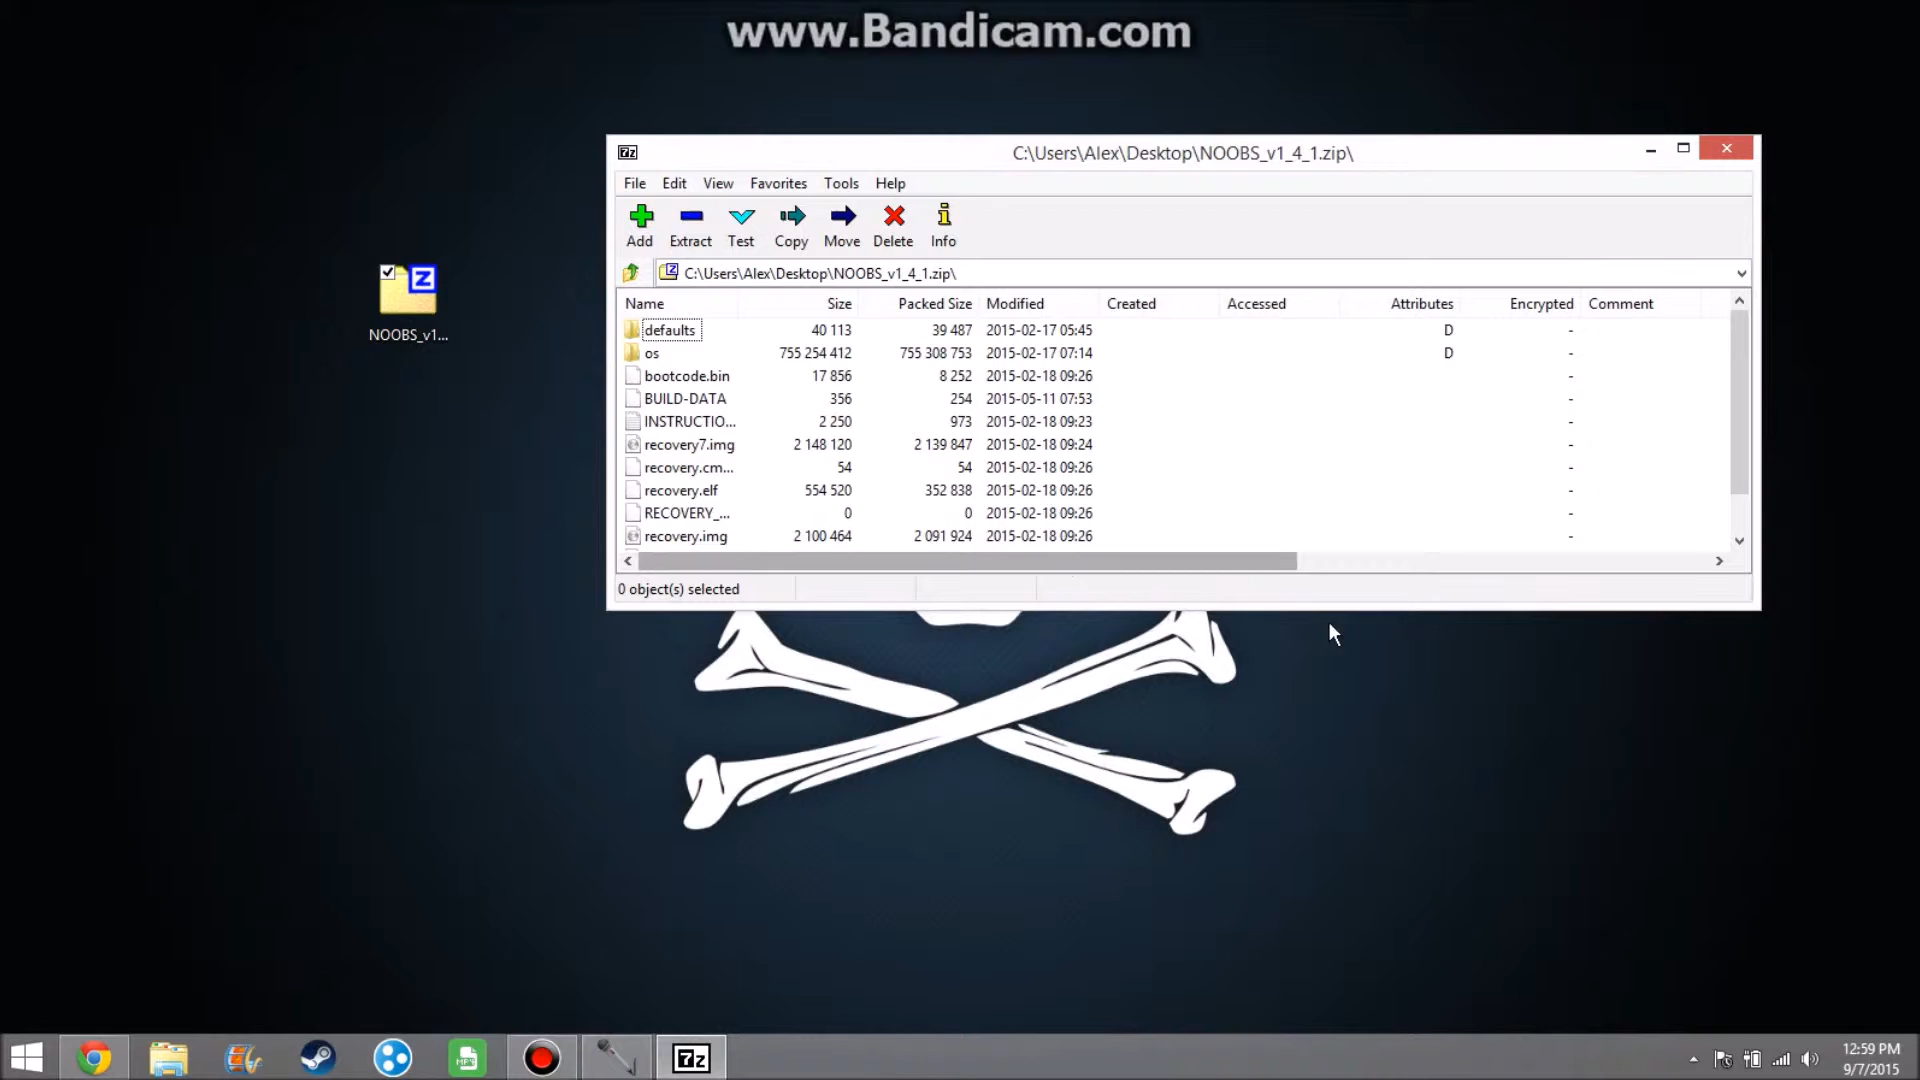 www.Bandicam.com
C:\Users\Alex\Desktop\NOOBS_v1_4_1.zip\
File Edit View Favorites Tools Help
Add Extract Test Copy Move Delete Info
C:\Users\Alex\Desktop\NOOBS_v1_4_1.zip\
Name Size Packed Size Modified Created Accessed Attributes Encrypted Comment
defaults 40 113 39 487 2015-02-17 05:45 D -
os 755 254 412 755 308 753 2015-02-17 07:14 D -
bootcode.bin 17 856 8 252 2015-02-18 09:26 -
BUILD-DATA 356 254 2015-05-11 07:53 -
INSTRUCTIO... 2 250 973 2015-02-18 09:23 -
recovery7.img 2 148 120 2 139 847 2015-02-18 09:24 -
recovery.cm... 54 54 2015-02-18 09:26 -
recovery.elf 554 520 352 838 2015-02-18 09:26 -
RECOVERY_... 0 0 2015-02-18 09:26 -
recovery.img 2 100 464 2 091 924 2015-02-18 09:26 -
0 object(s) selected
NOOBS_v1...
7z
MP4
12:59 PM
9/7/2015